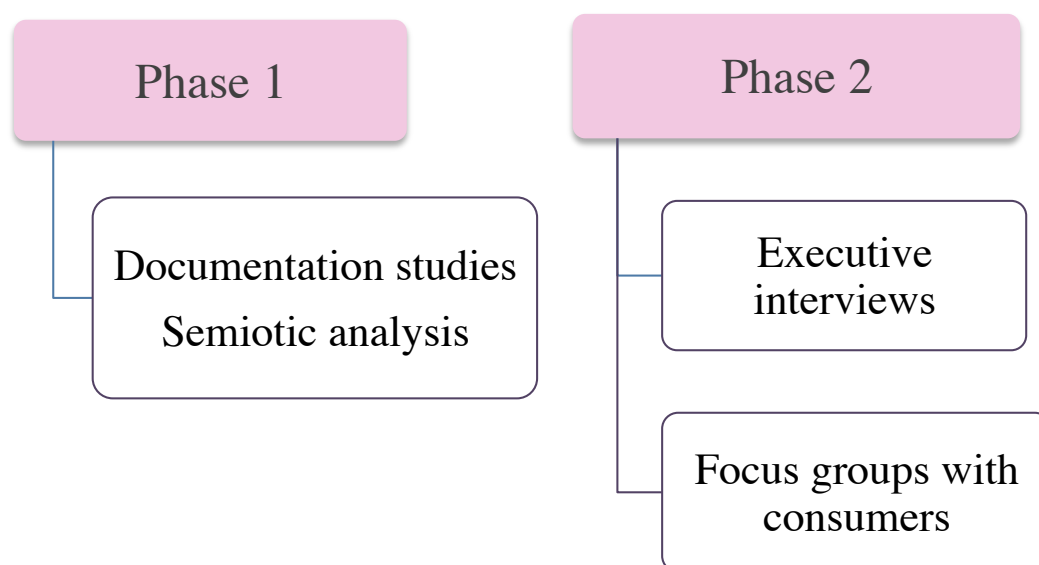 Phase 1
Documentation studies
Semiotic analysis
Phase 2
Executive
interviews
Focus groups with
consumers